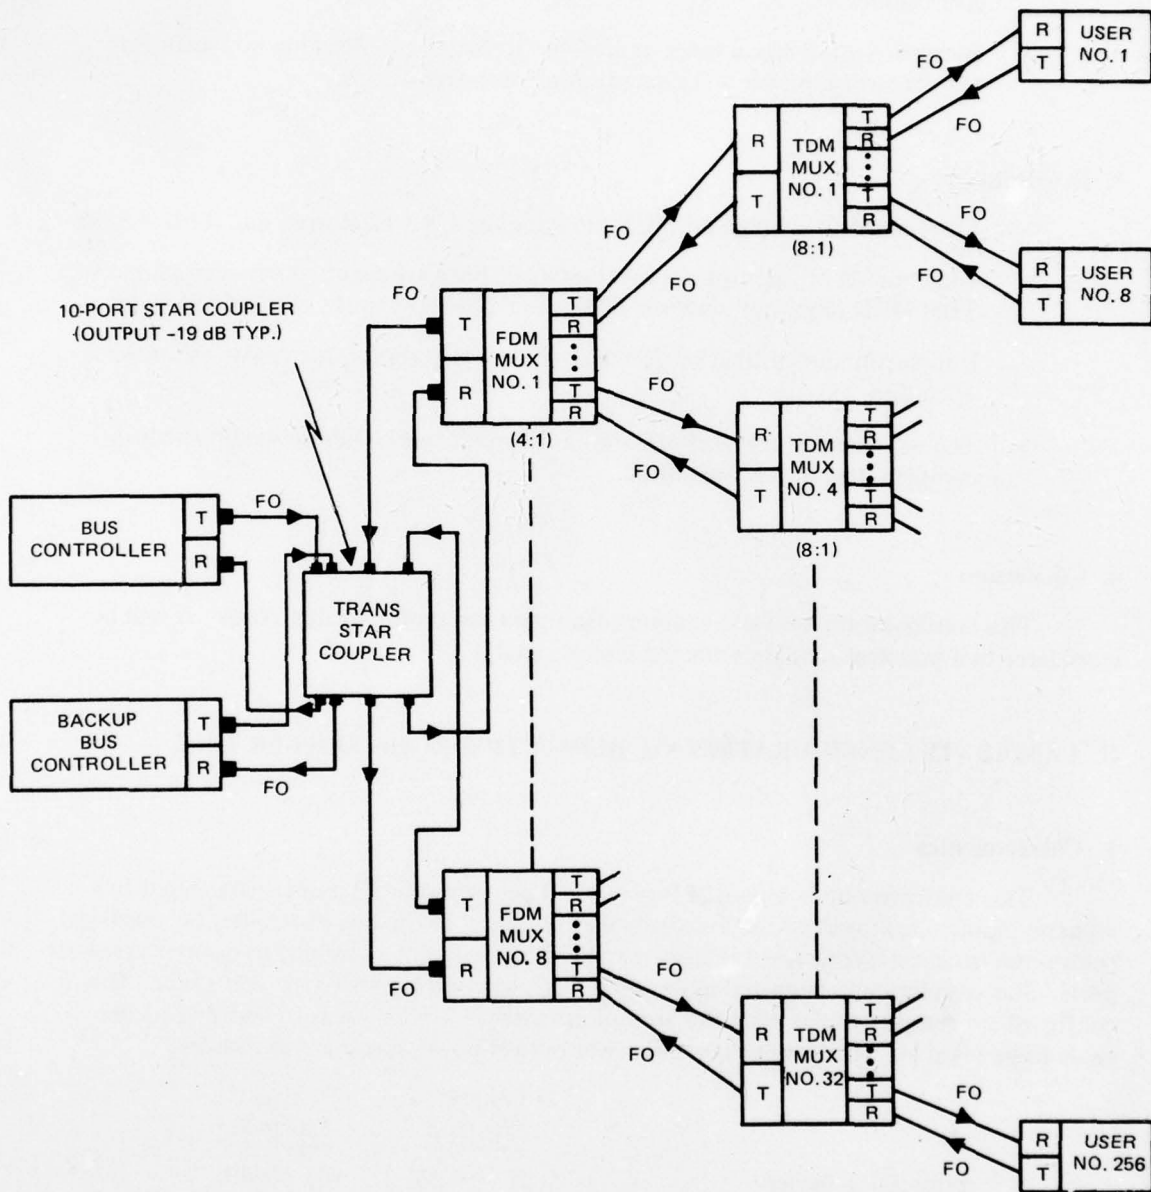 R
T
USER
NO. 1
FO
FO
R
T
TDM
MUX
NO. 1
T
R
T
R
(8:1)
FO
FO
R
T
USER
NO. 8
FO
FO
10-PORT STAR COUPLER
(OUTPUT -19 dB TYP.)
FO
T
R
FDM
MUX
NO. 1
T
R
T
R
(4:1)
FO
FO
R
T
TDM
MUX
NO. 4
T
R
T
R
(8:1)
BUS
CONTROLLER
T
R
FO
TRANS
STAR
COUPLER
BACKUP
BUS
CONTROLLER
T
R
FO
T
R
FDM
MUX
NO. 8
T
R
T
R
FO
FO
FO
R
T
TDM
MUX
NO. 32
T
R
T
R
FO
FO
R
T
USER
NO. 256